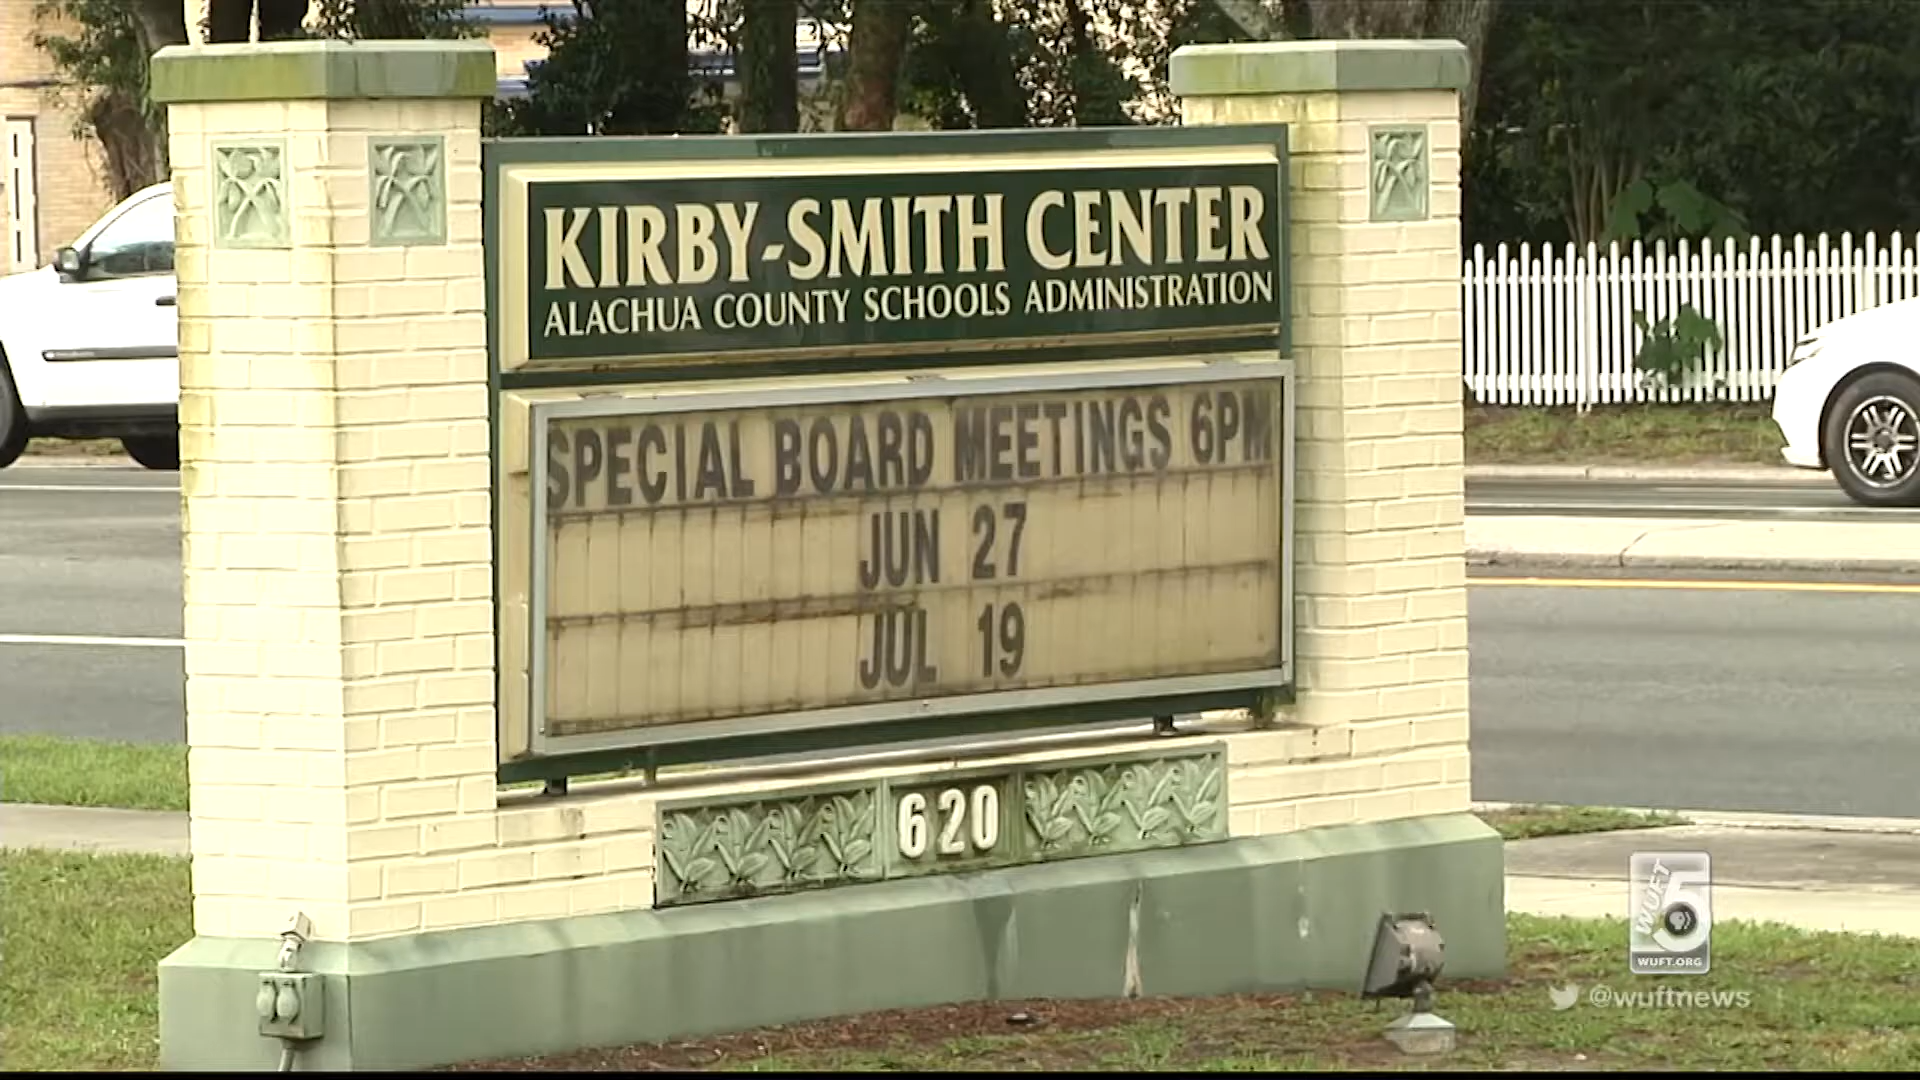 KIRBY-SMITH CENTER
ALACHUA COUNTY SCHOOLS ADMINISTRATION
SPECIAL BOARD MEETINGS 6PM
JUN 27
JUL 19
620
WUFT 5
WUFT.ORG
@wuftnews